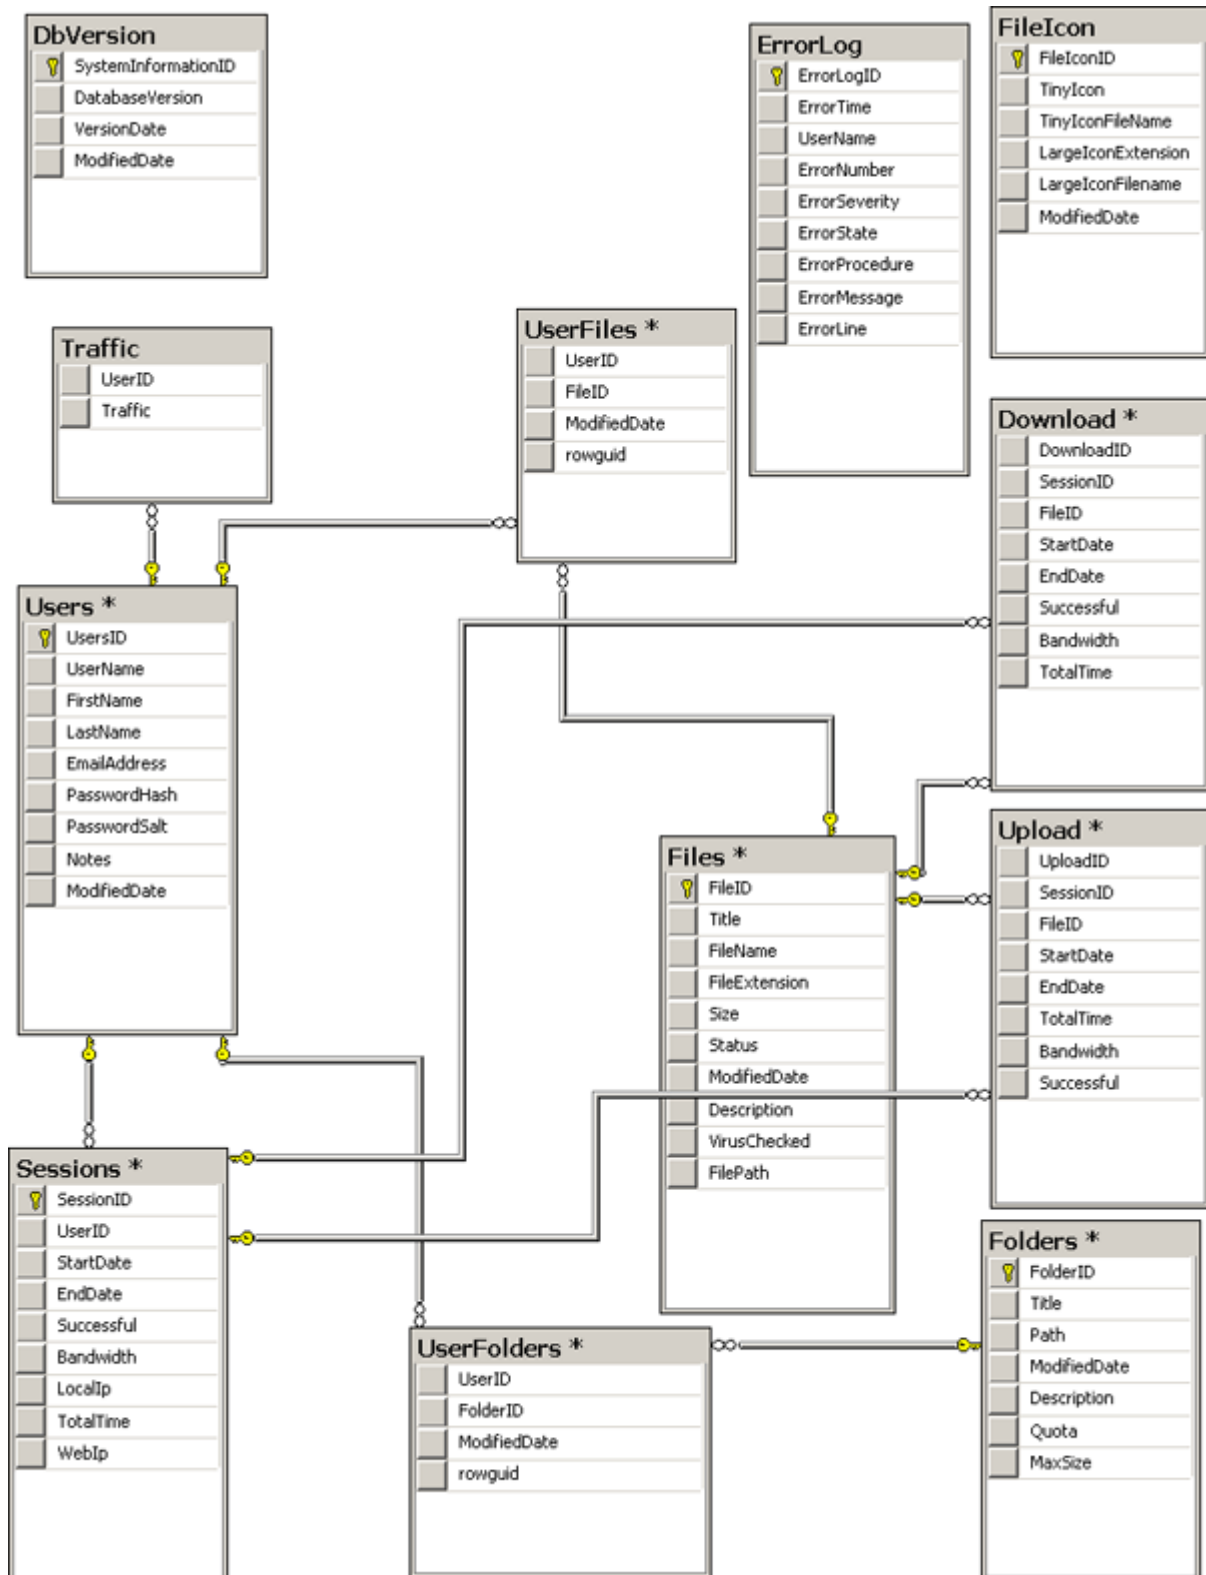 DbVersion
SystemInformationID
DatabaseVersion
VersionDate
ModifiedDate
ErrorLog
ErrorLogID
ErrorTime
UserName
ErrorNumber
ErrorSeverity
ErrorState
ErrorProcedure
ErrorMessage
ErrorLine
FileIcon
FileIconID
TinyIcon
TinyIconFileName
LargeIconExtension
LargeIconFilename
ModifiedDate
Traffic
UserID
Traffic
UserFiles *
UserID
FileID
ModifiedDate
rowguid
Download *
DownloadID
SessionID
FileID
StartDate
EndDate
Successful
Bandwidth
TotalTime
Users *
UsersID
UserName
FirstName
LastName
EmailAddress
PasswordHash
PasswordSalt
Notes
ModifiedDate
Files *
FileID
Title
FileName
FileExtension
Size
Status
ModifiedDate
Description
VirusChecked
FilePath
Upload *
UploadID
SessionID
FileID
StartDate
EndDate
TotalTime
Bandwidth
Successful
Sessions *
SessionID
UserID
StartDate
EndDate
Successful
Bandwidth
LocalIp
TotalTime
WebIp
UserFolders *
UserID
FolderID
ModifiedDate
rowguid
Folders *
FolderID
Title
Path
ModifiedDate
Description
Quota
MaxSize